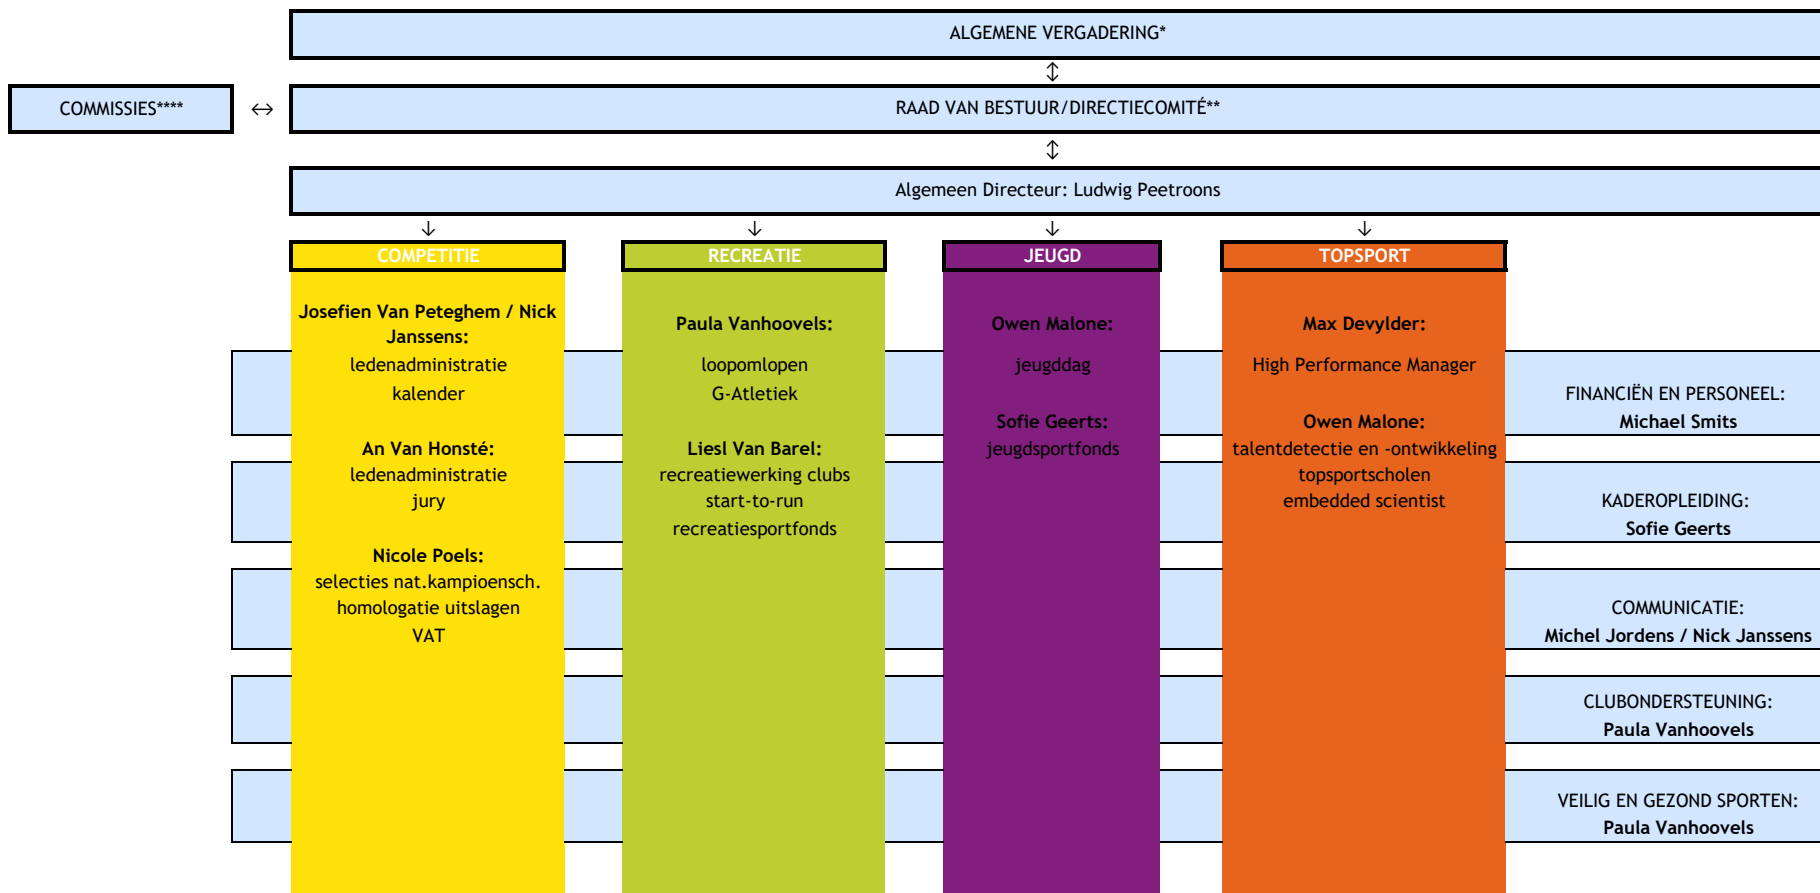 ALGEMENE VERGADERING*
↕
COMMISSIES****
↔
RAAD VAN BESTUUR/DIRECTIECOMITÉ**
↕
Algemeen Directeur: Ludwig Peetroons
↓ ↓ ↓ ↓
COMPETITIE
Josefien Van Peteghem / Nick
Janssens:
ledenadministratie
kalender
An Van Honsté:
ledenadministratie
jury
Nicole Poels:
selecties nat.kampioensch.
homologatie uitslagen
VAT
RECREATIE
Paula Vanhoovels:
loopomlopen
G-Atletiek
Liesl Van Barel:
recreatiewerking clubs
start-to-run
recreatiesportfonds
JEUGD
Owen Malone:
jeugddag
Sofie Geerts:
jeugdsportfonds
TOPSPORT
Max Devylder:
High Performance Manager
Owen Malone:
talentdetectie en -ontwikkeling
topsportscholen
embedded scientist
FINANCIËN EN PERSONEEL:
Michael Smits
KADEROPLEIDING:
Sofie Geerts
COMMUNICATIE:
Michel Jordens / Nick Janssens
CLUBONDERSTEUNING:
Paula Vanhoovels
VEILIG EN GEZOND SPORTEN:
Paula Vanhoovels